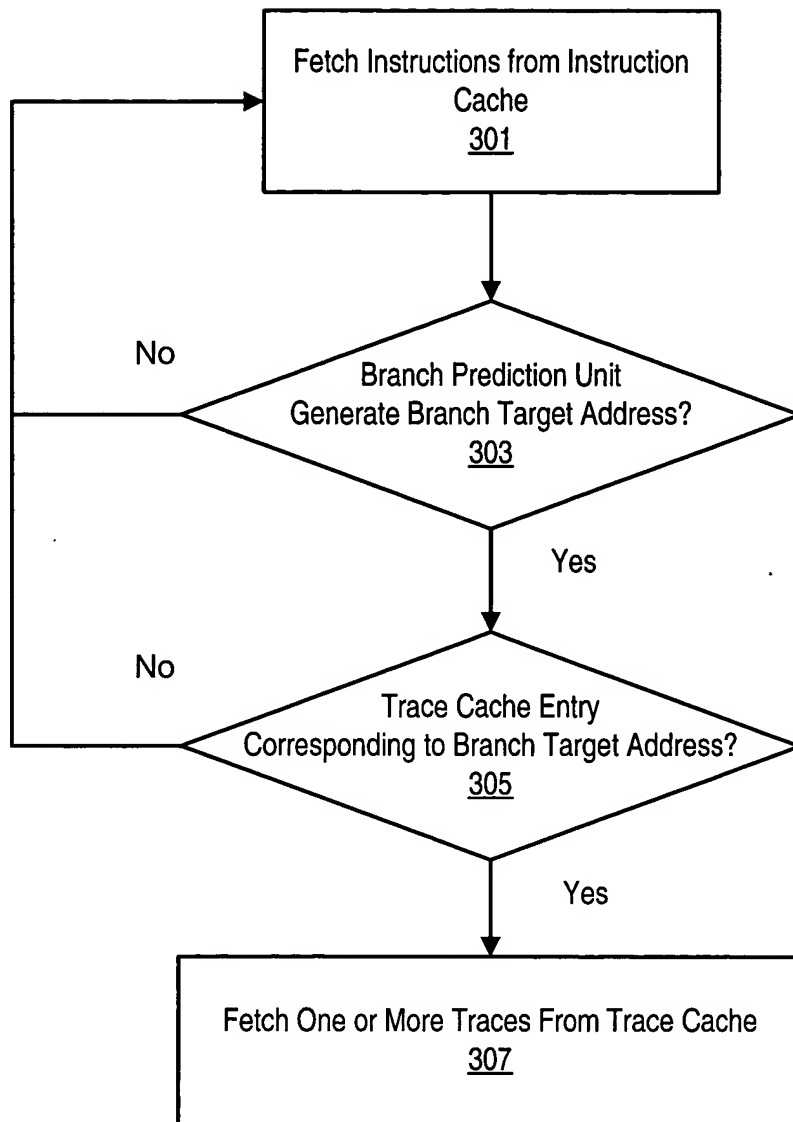 Fetch Instructions from Instruction
Cache
301
No
Branch Prediction Unit
Generate Branch Target Address?
303
Yes
No
Trace Cache Entry
Corresponding to Branch Target Address?
305
Yes
Fetch One or More Traces From Trace Cache
307